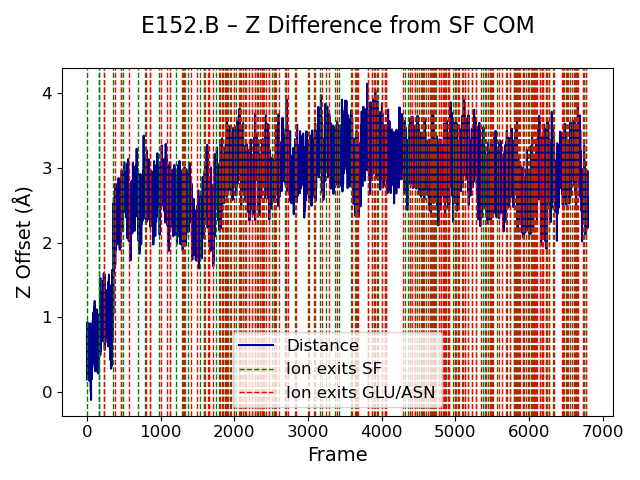 E152.B – Z Difference from SF COM
Z Offset (Å)
4
3
2
1
0
Distance
Ion exits SF
Ion exits GLU/ASN
0 1000 2000 3000 4000 5000 6000 7000
Frame